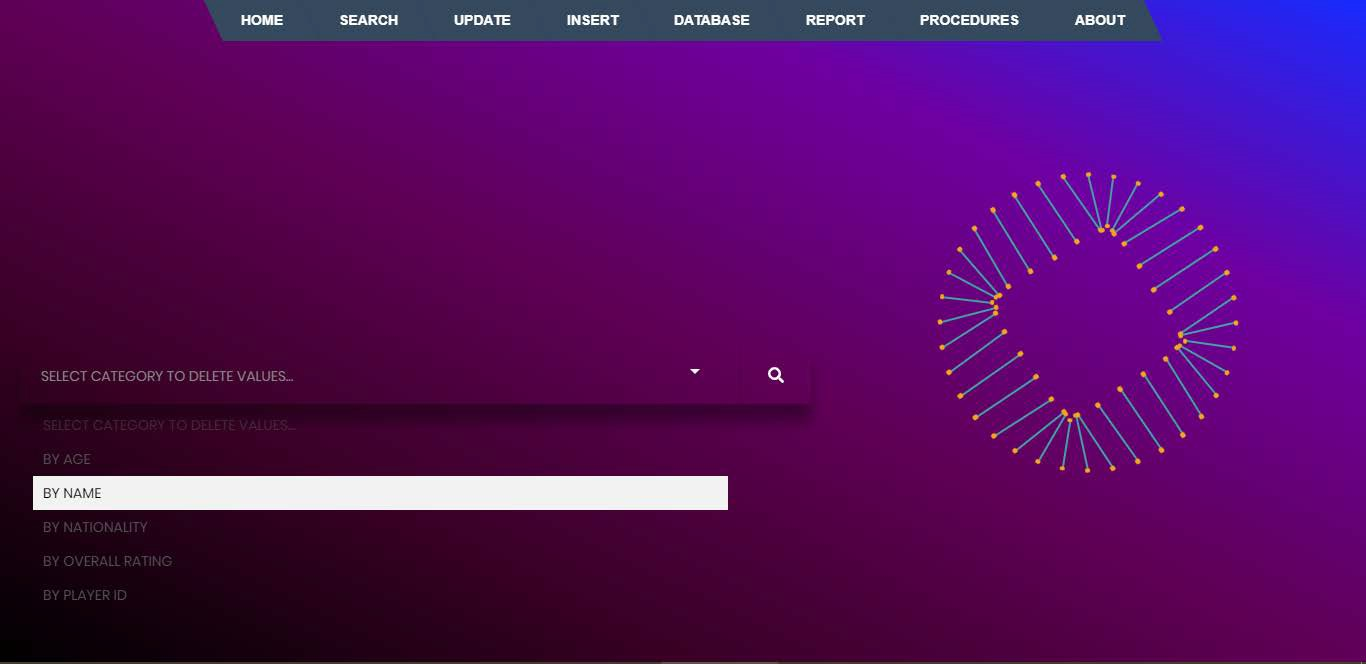 HOME SEARCH UPDATE INSERT DATABASE REPORT PROCEDURES ABOUT
SELECT CATEGORY TO DELETE VALUES...
SELECT CATEGORY TO DELETE VALUES...
BY AGE
BY NAME
BY NATIONALITY
BY OVERALL RATING
BY PLAYER ID